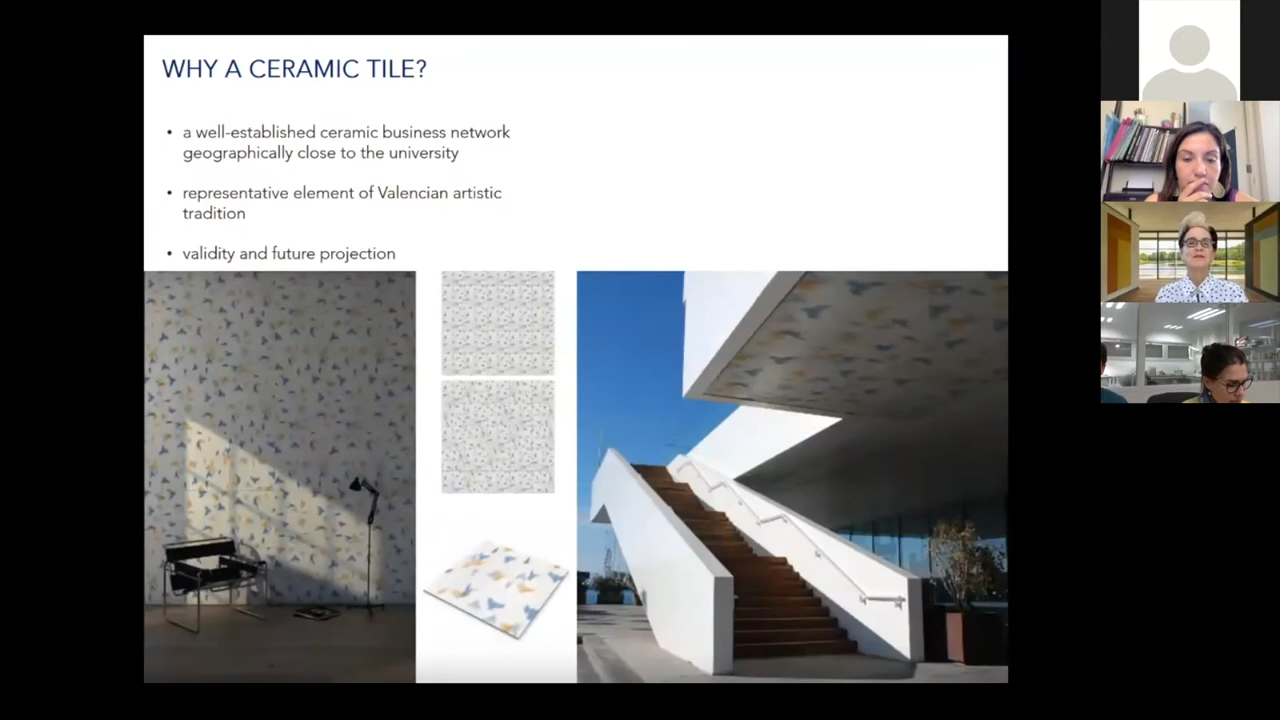 WHY A CERAMIC TILE?
• a well-established ceramic business network
geographically close to the university
• representative element of Valencian artistic
tradition
• validity and future projection